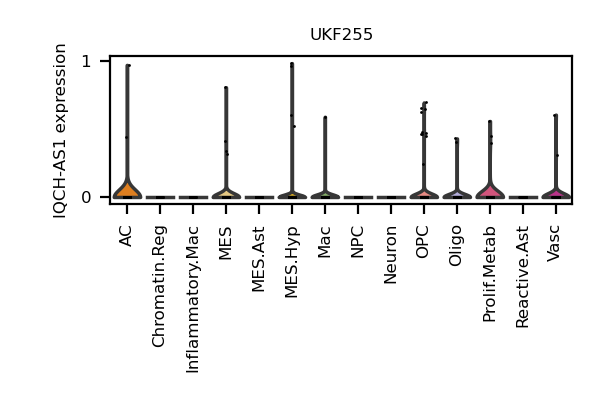 UKF255
IQCH-AS1 expression
1
0
AC
Chromatin.Reg
Inflammatory.Mac
MES
MES.Ast
MES.Hyp
Mac
NPC
Neuron
OPC
Oligo
Prolif.Metab
Reactive.Ast
Vasc